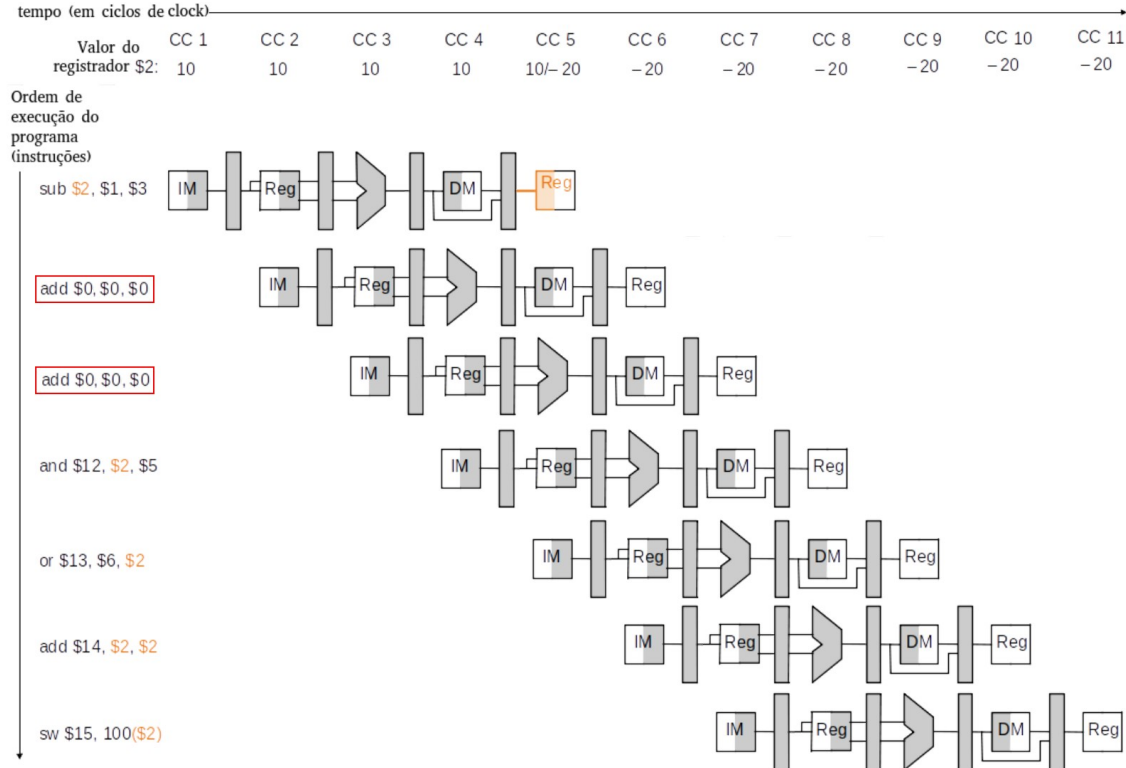 tempo (em ciclos de clock)
CC 1 CC 2 CC 3 CC 4 CC 5 CC 6 CC 7 CC 8 CC 9 CC 10 CC 11
Valor do
registrador $2: 10 10 10 10 10/– 20 – 20 – 20 – 20 – 20 – 20 – 20
Ordem de
execução do
programa
(instruções)
sub $2, $1, $3 IM Reg DM Reg
add $0, $0, $0 IM Reg DM Reg
add $0, $0, $0 IM Reg DM Reg
and $12, $2, $5 IM Reg DM Reg
or $13, $6, $2 IM Reg DM Reg
add $14, $2, $2 IM Reg DM Reg
sw $15, 100($2) IM Reg DM Reg